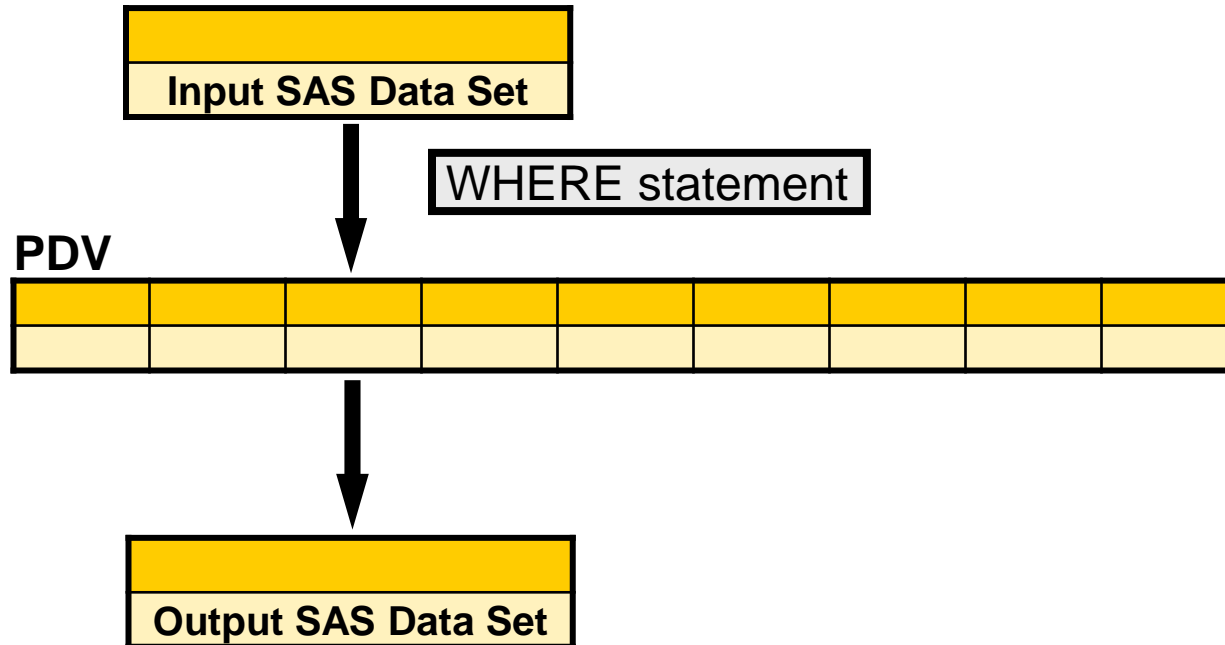 Input SAS Data Set
WHERE statement
PDV
Output SAS Data Set